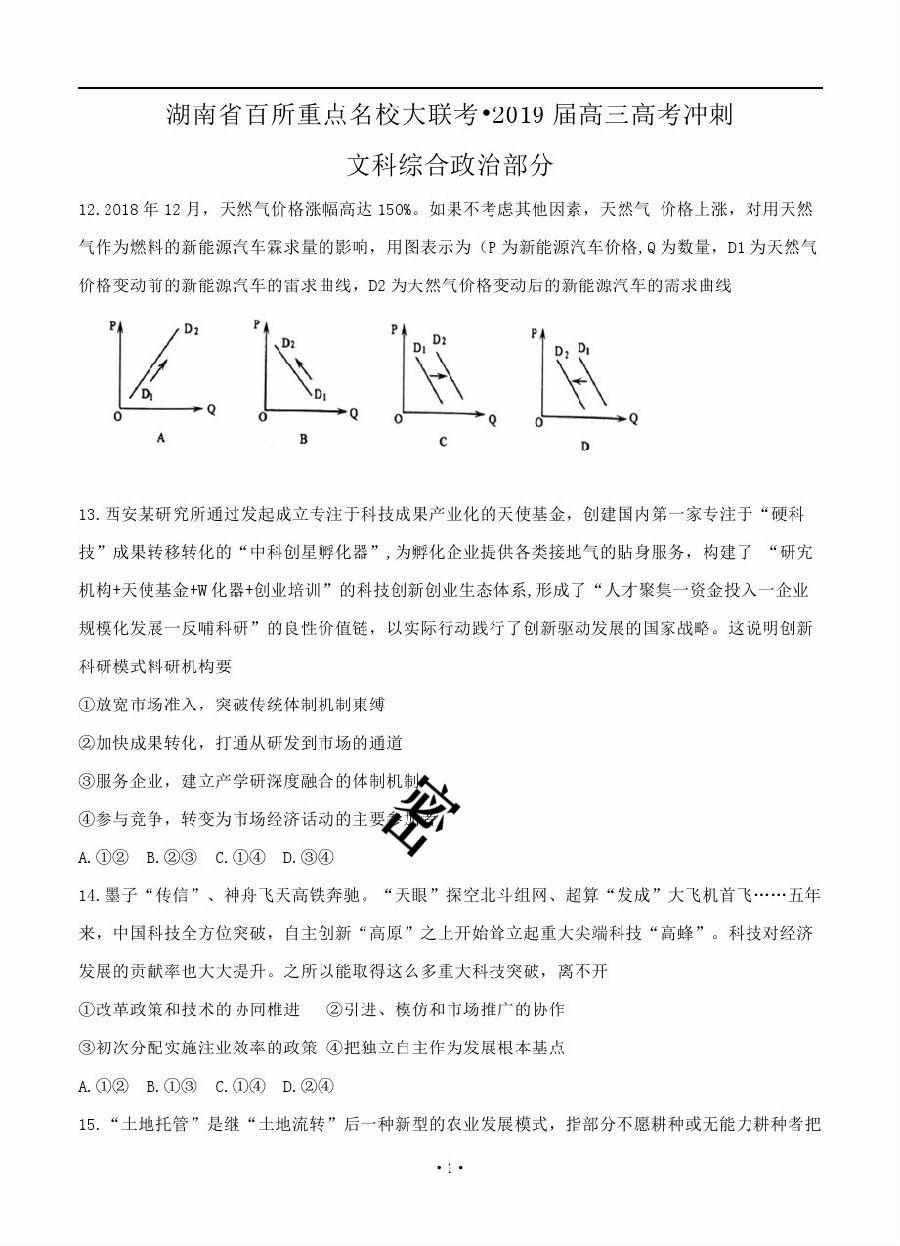 湖南省百所重点名校大联考•2019 届高三高考冲刺
文科综合政治部分
12.2018 年 12 月，天然气价格涨幅高达 150%。如果不考虑其他因素，天然气 价格上涨，对用天然
气作为燃料的新能源汽车霖求量的影响，用图表示为（P 为新能源汽车价格,Q 为数量，D1 为天然气
价格变动前的新能源汽车的雷求曲线，D2 为大然气价格变动后的新能源汽车的需求曲线
P D2 D1 O Q A
P D2 D1 O Q B
P D1 D2 O Q C
P D2 D1 O Q D
13.西安某研究所通过发起成立专注于科技成果产业化的天使基金，创建国内第一家专注于“硬科
技”成果转移转化的“中科创星孵化器”,为孵化企业提供各类接地气的貼身服务，构建了 “研宄
机构+天使基金+W 化器+创业培训”的科技创新创业生态体系,形成了“人才聚集一资金投入一企业
规模化发展一反哺科研”的良性价值链，以实际行动践行了创新驱动发展的国家战略。这说明创新
科研模式料研机构要
①放宽市场准入，突破传统体制机制束缚
②加快成果转化，打通从研发到市场的通道
③服务企业，建立产学研深度融合的体制机制
④参与竞争，转变为市场经济话动的主要参加者
密
A.①② B.②③ C.①④ D.③④
14.墨子“传信”、神舟飞天高铁奔驰。“天眼”探空北斗组网、超算“发成”大飞机首飞……五年
来，中国科技全方位突破，自主创新“高原”之上开始耸立起重大尖端科技“高蜂”。科技对经济
发展的贡献率也大大提升。之所以能取得这么多重大科技突破，离不开
①改革政策和技术的协同椎进 ②引进、模仿和市场推广的协作
③初次分配实施注业效率的政策 ④把独立自主作为发展根本基点
A.①② B.①③ C.①④ D.②④
15.“土地托管”是继“土地流转”后一种新型的农业发展模式，指部分不愿耕种或无能力耕种者把
•1•